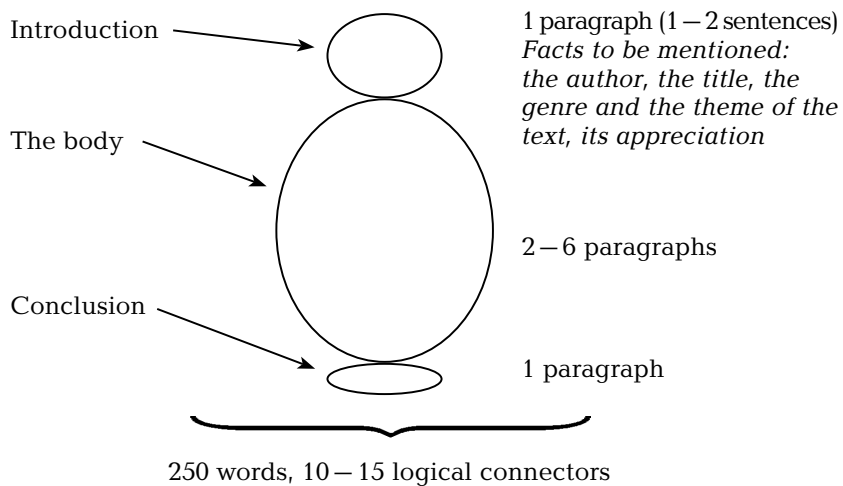 Introduction
1 paragraph (1 – 2 sentences)
Facts to be mentioned:
the author, the title, the
genre and the theme of the
text, its appreciation
The body
2 – 6 paragraphs
Conclusion
1 paragraph
250 words, 10 – 15 logical connectors